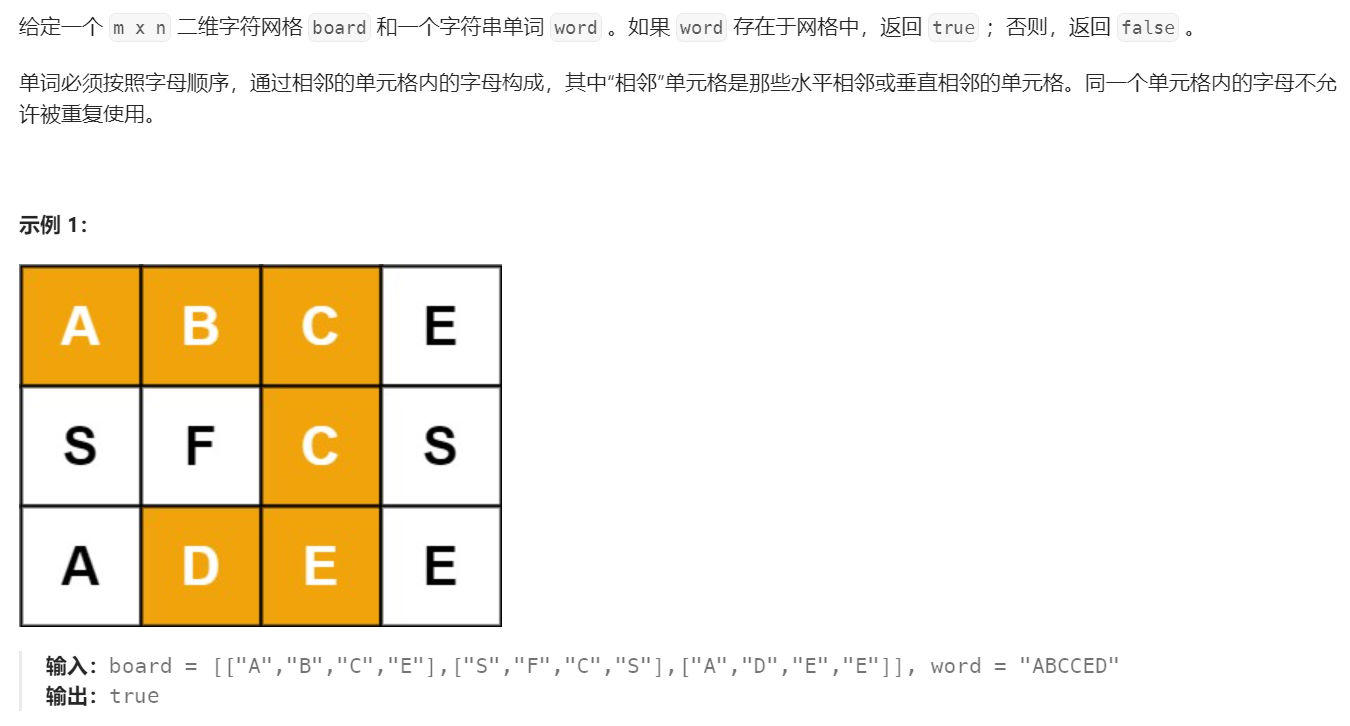 给定一个 m x n 二维字符网格 board 和一个字符串单词 word 。如果 word 存在于网格中，返回 true ；否则，返回 false 。
单词必须按照字母顺序，通过相邻的单元格内的字母构成，其中“相邻”单元格是那些水平相邻或垂直相邻的单元格。同一个单元格内的字母不允
许被重复使用。
示例 1：
A B C E
S F C S
A D E E
输入：board = [["A","B","C","E"],["S","F","C","S"],["A","D","E","E"]], word = "ABCCED"
输出：true